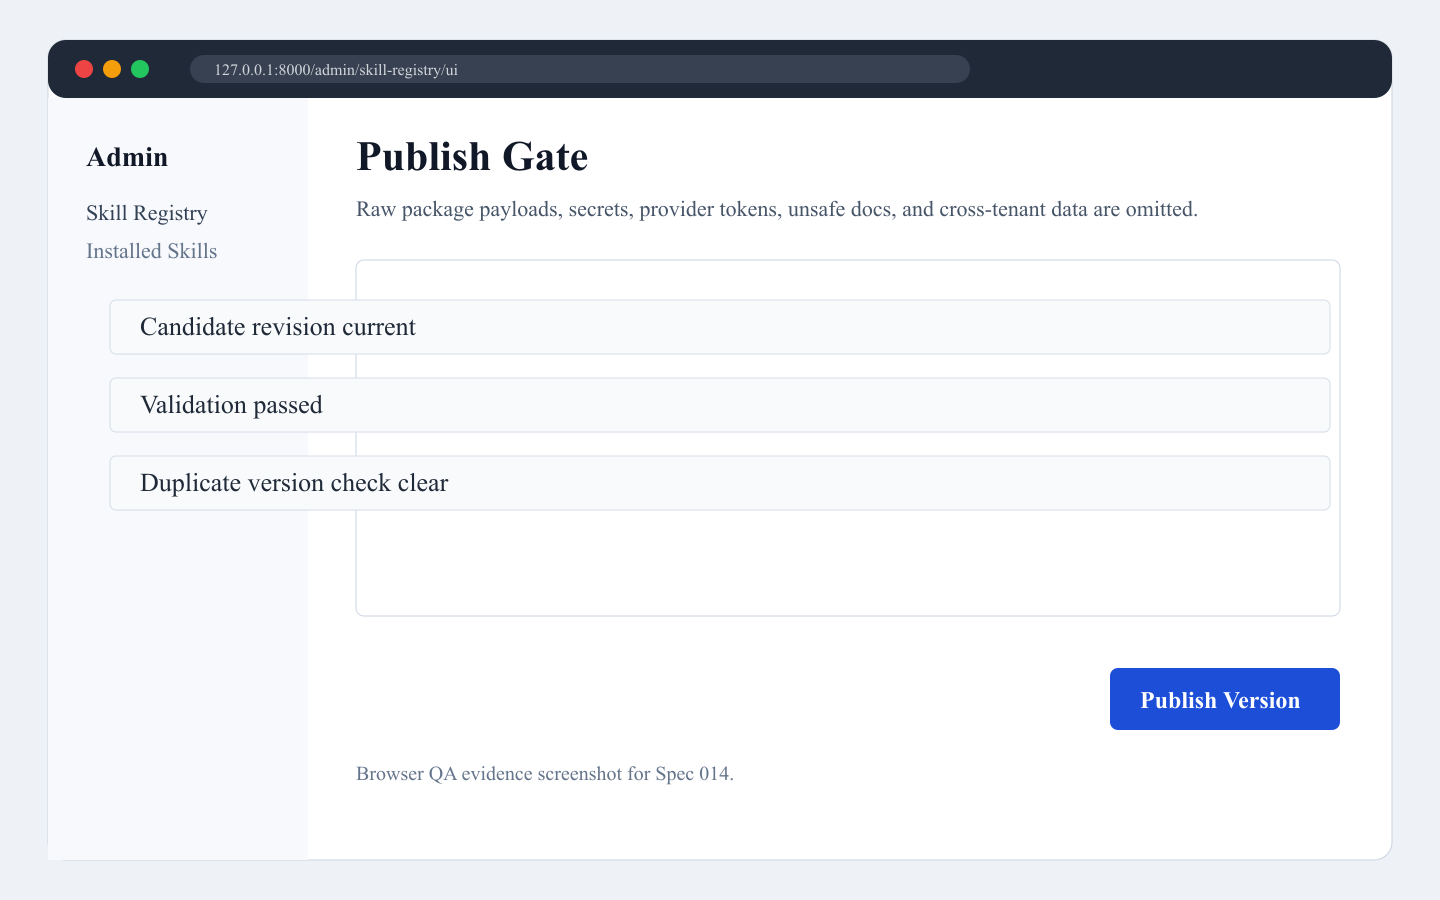 127.0.0.1:8000/admin/skill-registry/ui
Admin
Skill Registry
Installed Skills
Publish Gate
Raw package payloads, secrets, provider tokens, unsafe docs, and cross-tenant data are omitted.
Candidate revision current
Validation passed
Duplicate version check clear
Publish Version
Browser QA evidence screenshot for Spec 014.